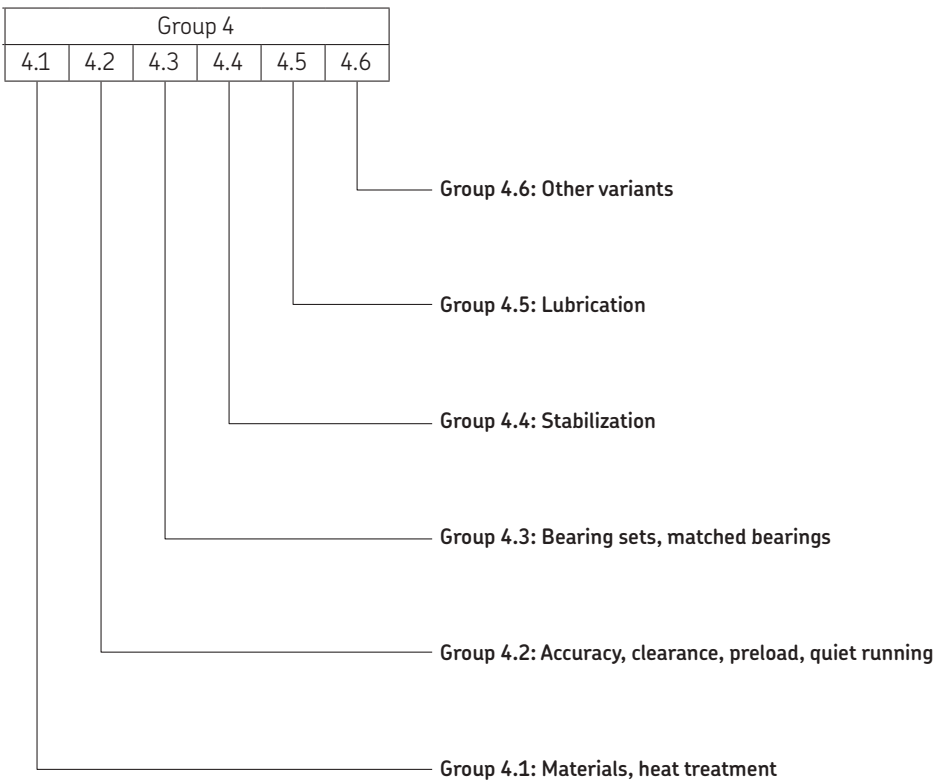 Group 4
4.1 4.2 4.3 4.4 4.5 4.6
Group 4.6: Other variants
Group 4.5: Lubrication
Group 4.4: Stabilization
Group 4.3: Bearing sets, matched bearings
Group 4.2: Accuracy, clearance, preload, quiet running
Group 4.1: Materials, heat treatment